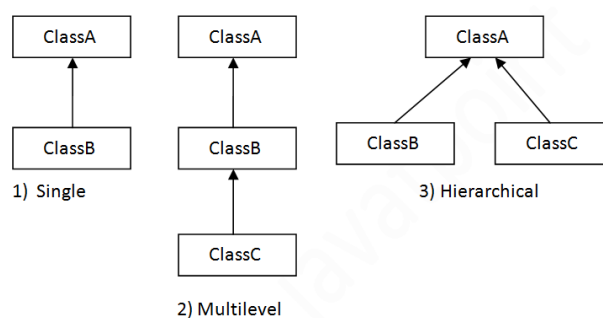 ClassA
ClassB
1) Single
ClassA
ClassB
ClassC
2) Multilevel
ClassA
ClassB
ClassC
3) Hierarchical